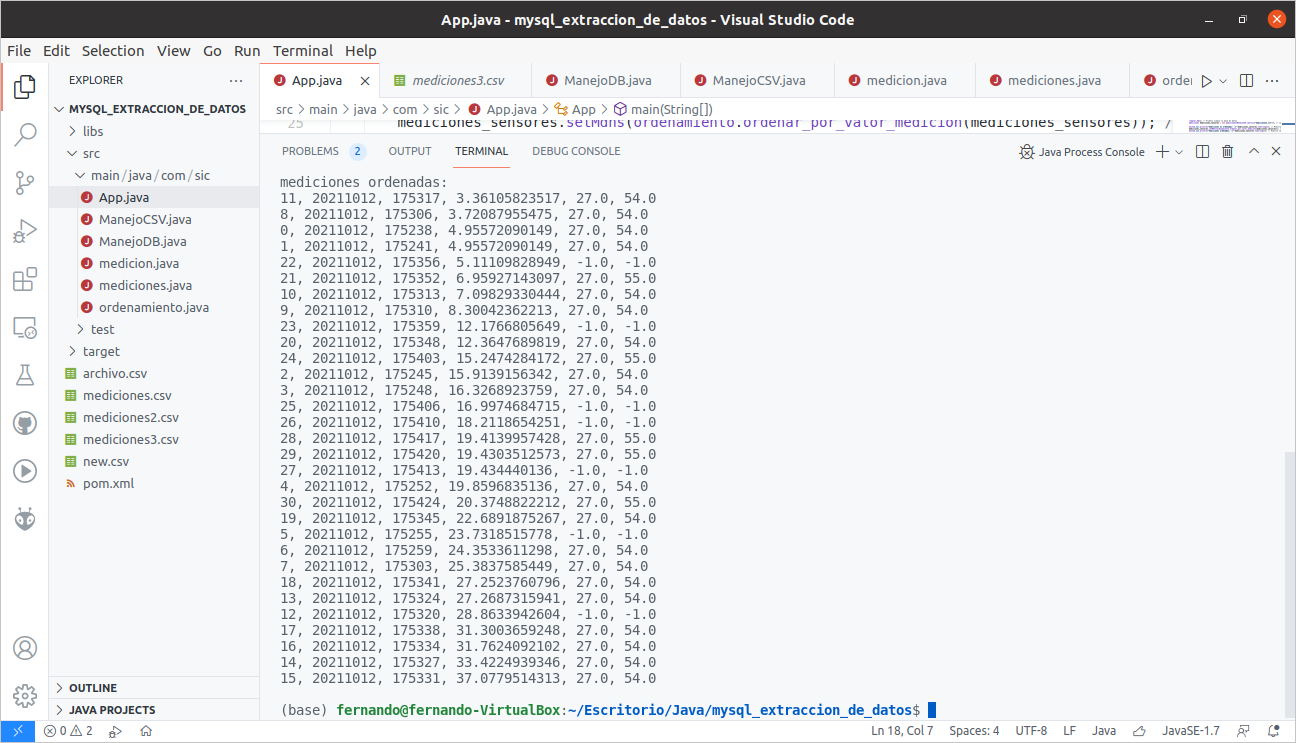 App.java - mysql_extraccion_de_datos - Visual Studio Code
File Edit Selection View Go Run Terminal Help
EXPLORER
MYSQL_EXTRACCION_DE_DATOS
libs
src
main/java/com/sic
App.java
ManejoCSV.java
ManejoDB.java
medicion.java
mediciones.java
ordenamiento.java
test
target
archivo.csv
mediciones.csv
mediciones2.csv
mediciones3.csv
new.csv
pom.xml
OUTLINE
JAVA PROJECTS
App.java mediciones3.csv ManejoDB.java ManejoCSV.java medicion.java mediciones.java order
src > main > java > com > sic > App.java > App > main(String[])
25 mediciones_sensores.setMdns(ordenamiento.ordenar_por_valor_medicion(mediciones_sensores)); /
PROBLEMS 2 OUTPUT TERMINAL DEBUG CONSOLE Java Process Console
mediciones ordenadas:
11, 20211012, 175317, 3.36105823517, 27.0, 54.0
8, 20211012, 175306, 3.72087955475, 27.0, 54.0
0, 20211012, 175238, 4.95572090149, 27.0, 54.0
1, 20211012, 175241, 4.95572090149, 27.0, 54.0
22, 20211012, 175356, 5.11109828949, -1.0, -1.0
21, 20211012, 175352, 6.95927143097, 27.0, 55.0
10, 20211012, 175313, 7.09829330444, 27.0, 54.0
9, 20211012, 175310, 8.30042362213, 27.0, 54.0
23, 20211012, 175359, 12.1766805649, -1.0, -1.0
20, 20211012, 175348, 12.3647689819, 27.0, 54.0
24, 20211012, 175403, 15.2474284172, 27.0, 55.0
2, 20211012, 175245, 15.9139156342, 27.0, 54.0
3, 20211012, 175248, 16.3268923759, 27.0, 54.0
25, 20211012, 175406, 16.9974684715, -1.0, -1.0
26, 20211012, 175410, 18.2118654251, -1.0, -1.0
28, 20211012, 175417, 19.4139957428, 27.0, 55.0
29, 20211012, 175420, 19.4303512573, 27.0, 55.0
27, 20211012, 175413, 19.434440136, -1.0, -1.0
4, 20211012, 175252, 19.8596835136, 27.0, 54.0
30, 20211012, 175424, 20.3748822212, 27.0, 55.0
19, 20211012, 175345, 22.6891875267, 27.0, 54.0
5, 20211012, 175255, 23.7318515778, -1.0, -1.0
6, 20211012, 175259, 24.3533611298, 27.0, 54.0
7, 20211012, 175303, 25.3837585449, 27.0, 54.0
18, 20211012, 175341, 27.2523760796, 27.0, 54.0
13, 20211012, 175324, 27.2687315941, 27.0, 54.0
12, 20211012, 175320, 28.8633942604, -1.0, -1.0
17, 20211012, 175338, 31.3003659248, 27.0, 54.0
16, 20211012, 175334, 31.7624092102, 27.0, 54.0
14, 20211012, 175327, 33.4224939346, 27.0, 54.0
15, 20211012, 175331, 37.0779514313, 27.0, 54.0
(base) fernando@fernando-VirtualBox:~/Escritorio/Java/mysql_extraccion_de_datos$
0 2 Ln 18, Col 7 Spaces: 4 UTF-8 LF Java JavaSE-1.7